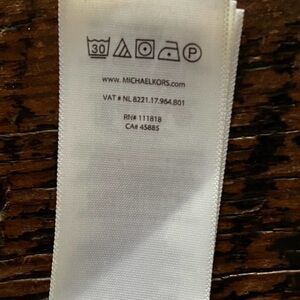 30 P
www.MICHAELKORS.com
VAT # NL 8221.17.964.B01
RN# 111818
CA# 45885